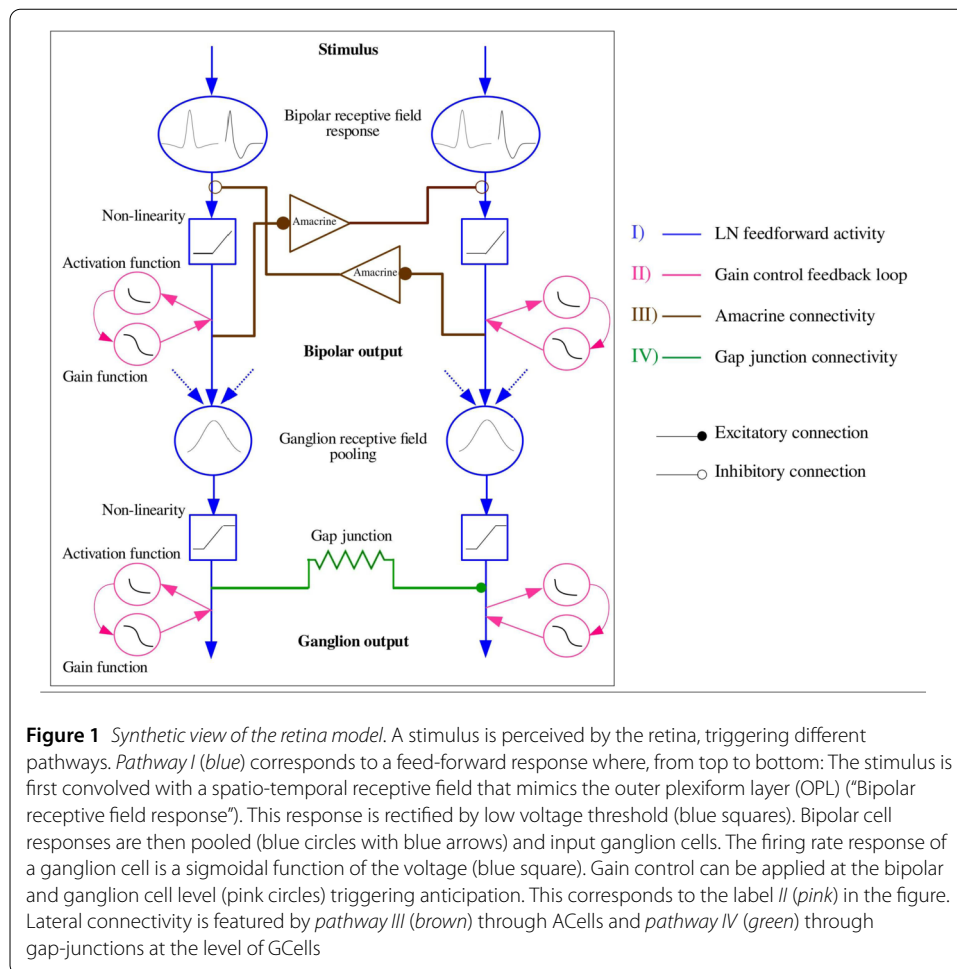 Stimulus
Bipolar receptive field
response
Non-linearity
Amacrine
Amacrine
Activation function
Gain function
Bipolar output
Ganglion receptive field
pooling
Non-linearity
Gap junction
Activation function
Gain function
Ganglion output
I) LN feedforward activity
II) Gain control feedback loop
III) Amacrine connectivity
IV) Gap junction connectivity
Excitatory connection
Inhibitory connection
Figure 1 Synthetic view of the retina model. A stimulus is perceived by the retina, triggering different
pathways. Pathway I (blue) corresponds to a feed-forward response where, from top to bottom: The stimulus is
first convolved with a spatio-temporal receptive field that mimics the outer plexiform layer (OPL) (“Bipolar
receptive field response”). This response is rectified by low voltage threshold (blue squares). Bipolar cell
responses are then pooled (blue circles with blue arrows) and input ganglion cells. The firing rate response of
a ganglion cell is a sigmoidal function of the voltage (blue square). Gain control can be applied at the bipolar
and ganglion cell level (pink circles) triggering anticipation. This corresponds to the label II (pink) in the figure.
Lateral connectivity is featured by pathway III (brown) through ACells and pathway IV (green) through
gap-junctions at the level of GCells